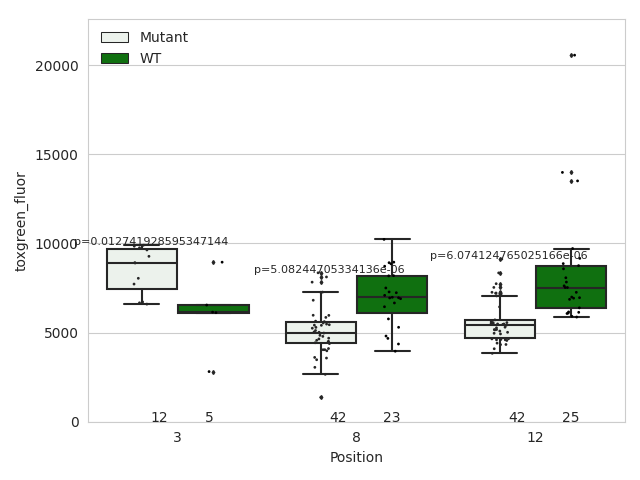 Mutant
WT
20000
15000
10000
5000
0
toxgreen_fluor
p=0.012741928595347144
p=5.08244705334136e-06
p=6.074124765025166e-06
12 5 42 23 42 25
3 8 12
Position